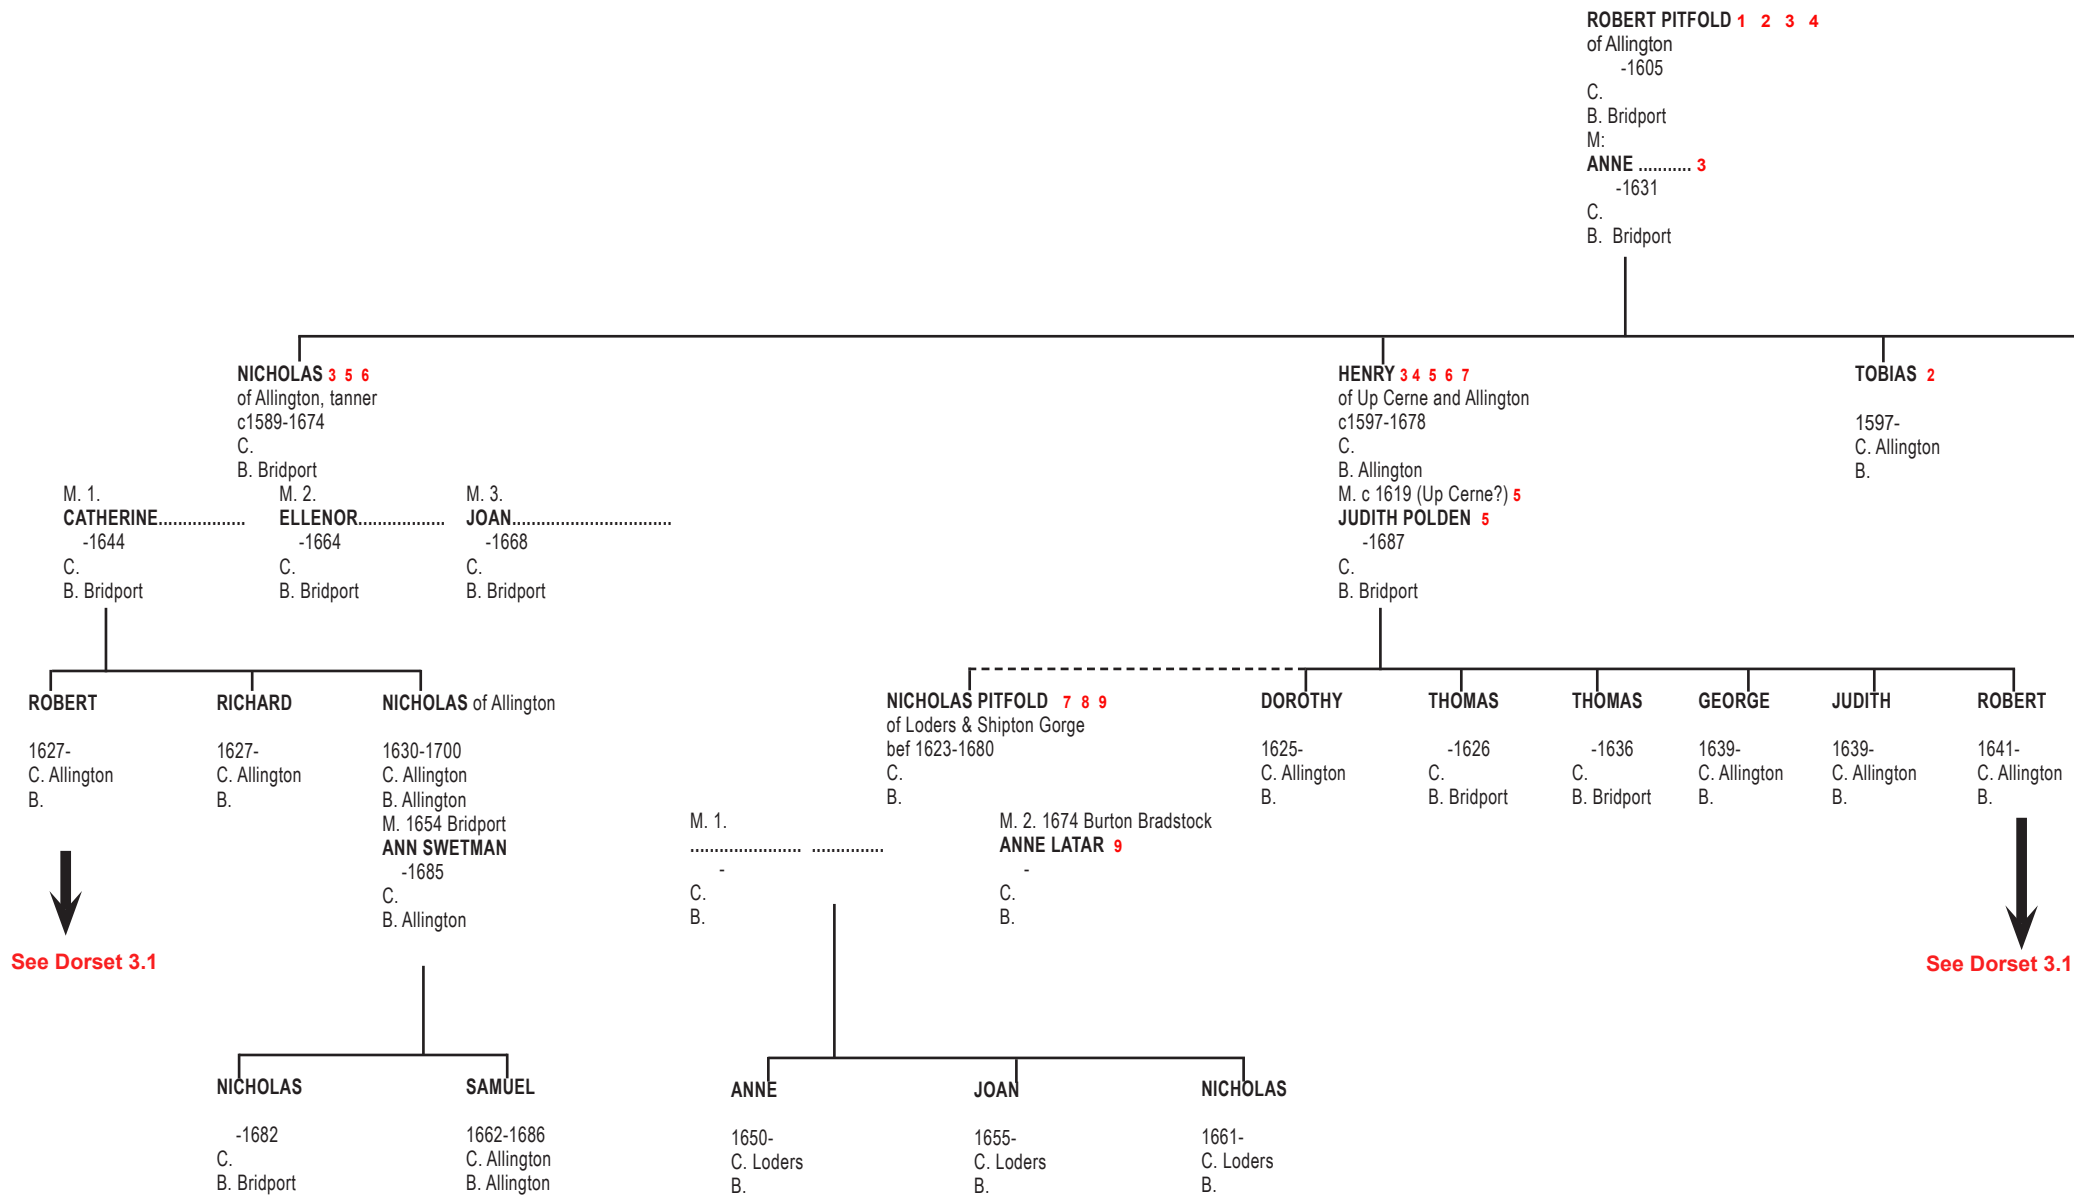 ROBERT PITFOLD 1 2 3 4
of Allington
-1605
C.
B. Bridport
M:
ANNE ........... 3
-1631
C.
B. Bridport
NICHOLAS 3 5 6
of Allington, tanner
c1589-1674
C.
B. Bridport
M. 1.
CATHERINE..................
-1644
C.
B. Bridport
M. 2.
ELLENOR..................
-1664
C.
B. Bridport
M. 3.
JOAN.................................
-1668
C.
B. Bridport
HENRY 3 4 5 6 7
of Up Cerne and Allington
c1597-1678
C.
B. Allington
M. c 1619 (Up Cerne?) 5
JUDITH POLDEN 5
-1687
C.
B. Bridport
TOBIAS 2
1597-
C. Allington
B.
ROBERT
1627-
C. Allington
B.
See Dorset 3.1
RICHARD
1627-
C. Allington
B.
NICHOLAS of Allington
1630-1700
C. Allington
B. Allington
M. 1654 Bridport
ANN SWETMAN
-1685
C.
B. Allington
NICHOLAS PITFOLD 7 8 9
of Loders & Shipton Gorge
bef 1623-1680
C.
B.
M. 1.
....................... ...............
-
C.
B.
M. 2. 1674 Burton Bradstock
ANNE LATAR 9
-
C.
B.
DOROTHY
1625-
C. Allington
B.
THOMAS
-1626
C.
B. Bridport
THOMAS
-1636
C.
B. Bridport
GEORGE
1639-
C. Allington
B.
JUDITH
1639-
C. Allington
B.
ROBERT
1641-
C. Allington
B.
See Dorset 3.1
NICHOLAS
-1682
C.
B. Bridport
SAMUEL
1662-1686
C. Allington
B. Allington
ANNE
1650-
C. Loders
B.
JOAN
1655-
C. Loders
B.
NICHOLAS
1661-
C. Loders
B.